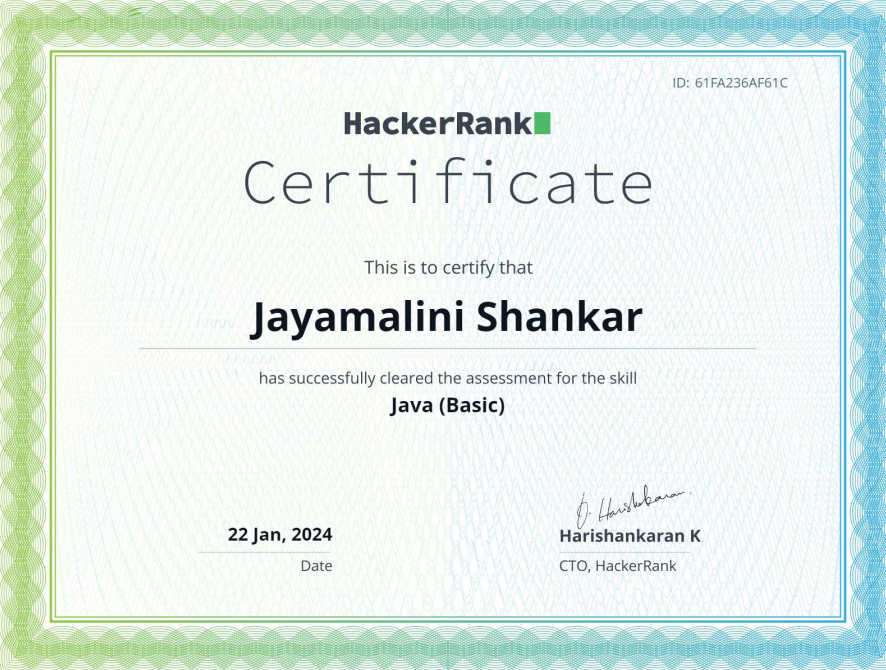 ID: 61FA236AF61C
HackerRank
Certificate
This is to certify that
Jayamalini Shankar
has successfully cleared the assessment for the skill
Java (Basic)
22 Jan, 2024
Date
Harishankaran K
CTO, HackerRank